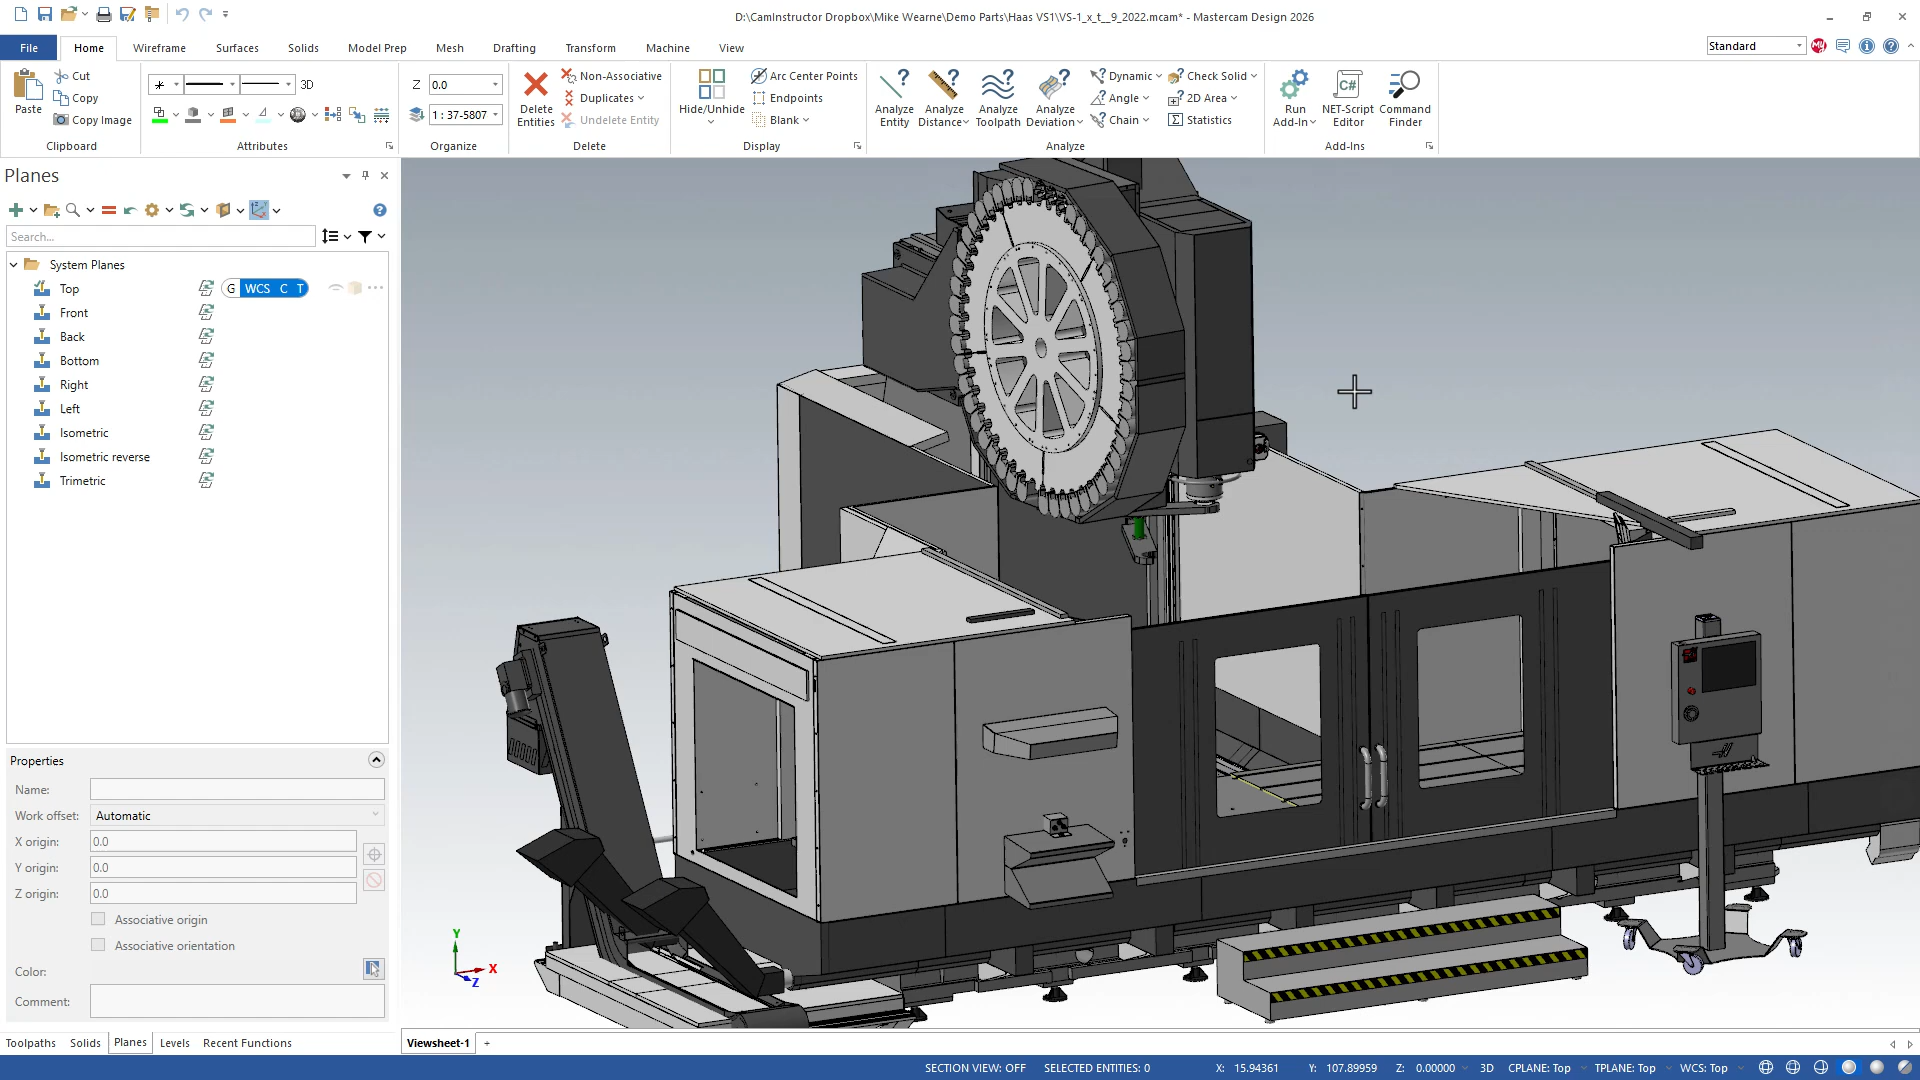 D:\CamInstructor Dropbox\Mike Wearne\Demo Parts\Haas VS1\VS-1_x_t__9_2022.mcam* - Mastercam Design 2026
File Home Wireframe Surfaces Solids Model Prep Mesh Drafting Transform Machine View Standard
Paste Cut Copy Copy Image Clipboard
3D Attributes
Z 0.0
1 : 37-5807
Organize
Delete Entities Non-Associative Duplicates Undelete Entity Delete
Hide/Unhide Arc Center Points Endpoints Blank Display
Analyze Entity Analyze Distance Analyze Toolpath Analyze Deviation Dynamic Angle Chain Check Solid 2D Area Statistics Analyze
Run Add-In C# NET-Script Editor Command Finder Add-Ins
Planes
Search...
System Planes
Top G WCS C T
Front
Back
Bottom
Right
Left
Isometric
Isometric reverse
Trimetric
Properties
Name:
Work offset: Automatic
X origin: 0.0
Y origin: 0.0
Z origin: 0.0
Associative origin
Associative orientation
Color:
Comment:
Y
X
Z
Toolpaths Solids Planes Levels Recent Functions
Viewsheet-1 +
SECTION VIEW: OFF SELECTED ENTITIES: 0 X: 15.94361 Y: 107.89959 Z: 0.00000 3D CPLANE: Top TPLANE: Top WCS: Top